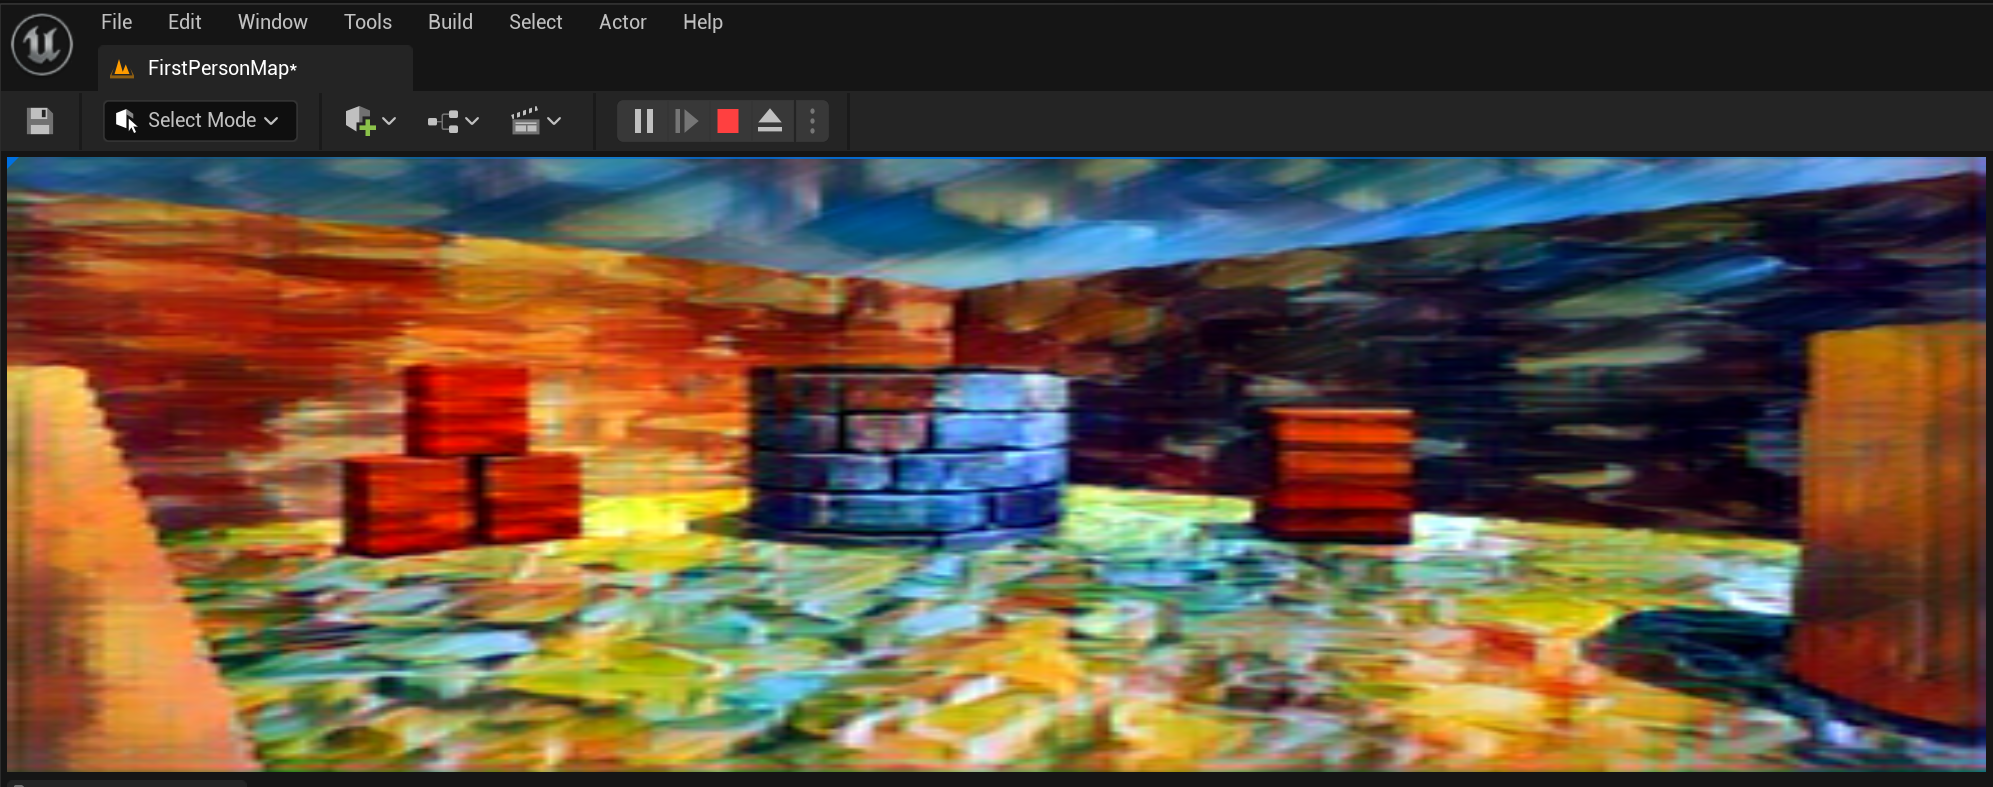 File Edit Window Tools Build Select Actor Help
FirstPersonMap*
Select Mode